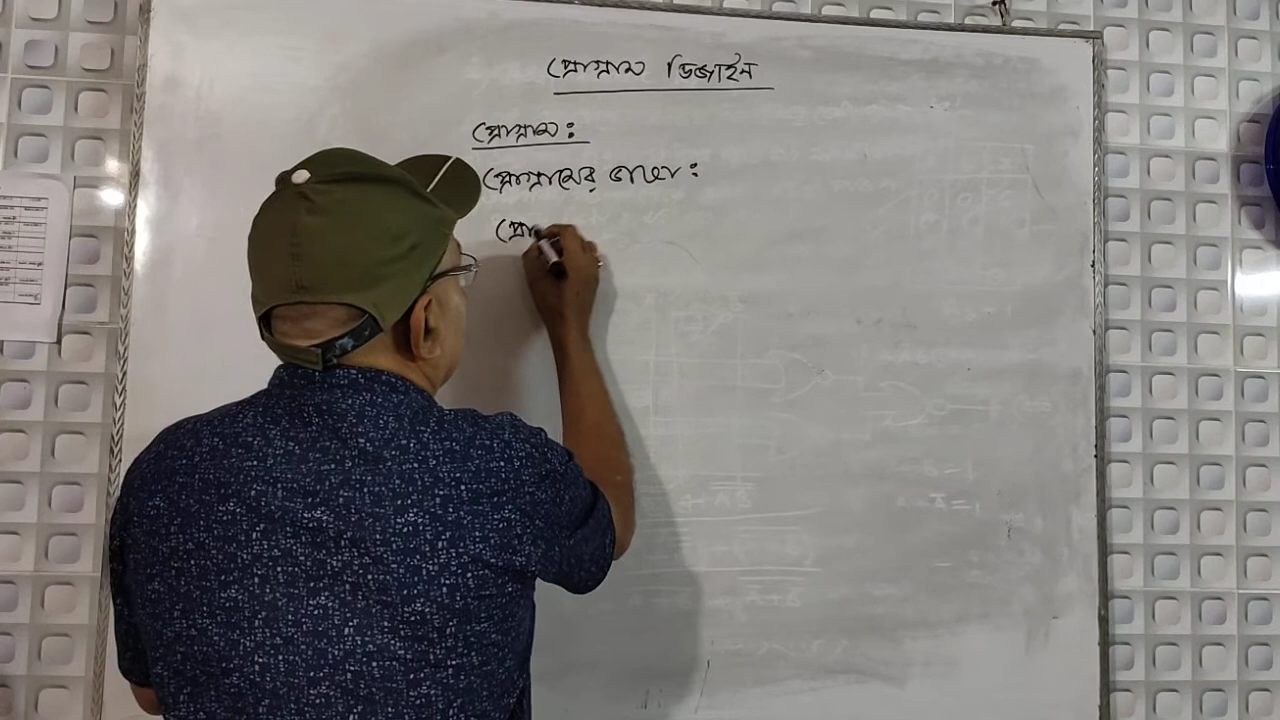 প্রোগ্রাম ডিজাইন
প্রোগ্রাম :
প্রোগ্রামের ভাষা :
প্রো